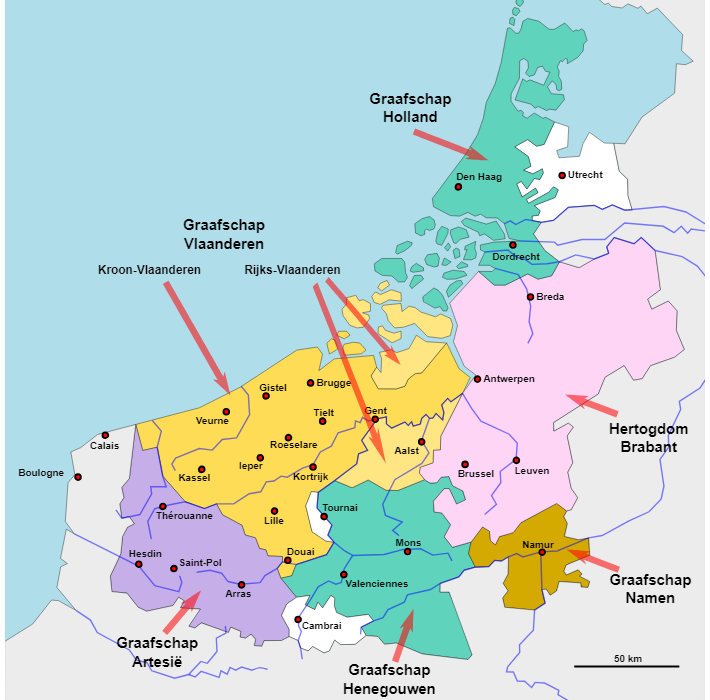 Graafschap
Holland
Den Haag
Utrecht
Graafschap
Vlaanderen
Kroon-Vlaanderen
Rijks-Vlaanderen
Dordrecht
Breda
Antwerpen
Brugge
Gistel
Veurne
Tielt
Gent
Calais
Roeselare
Aalst
Hertogdom
Brabant
Boulogne
Ieper
Kassel
Kortrijk
Brussel
Leuven
Thérouanne
Lille
Tournai
Hesdin
Saint-Pol
Douai
Mons
Namur
Arras
Valenciennes
Graafschap
Namen
Cambrai
Graafschap
Artesië
Graafschap
Henegouwen
50 km